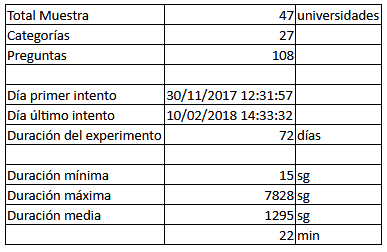 Total Muestra 47 universidades
Categorías 27
Preguntas 108
Día primer intento 30/11/2017 12:31:57
Día último intento 10/02/2018 14:33:32
Duración del experimento 72 días
Duración mínima 15 sg
Duración máxima 7828 sg
Duración media 1295 sg
22 min